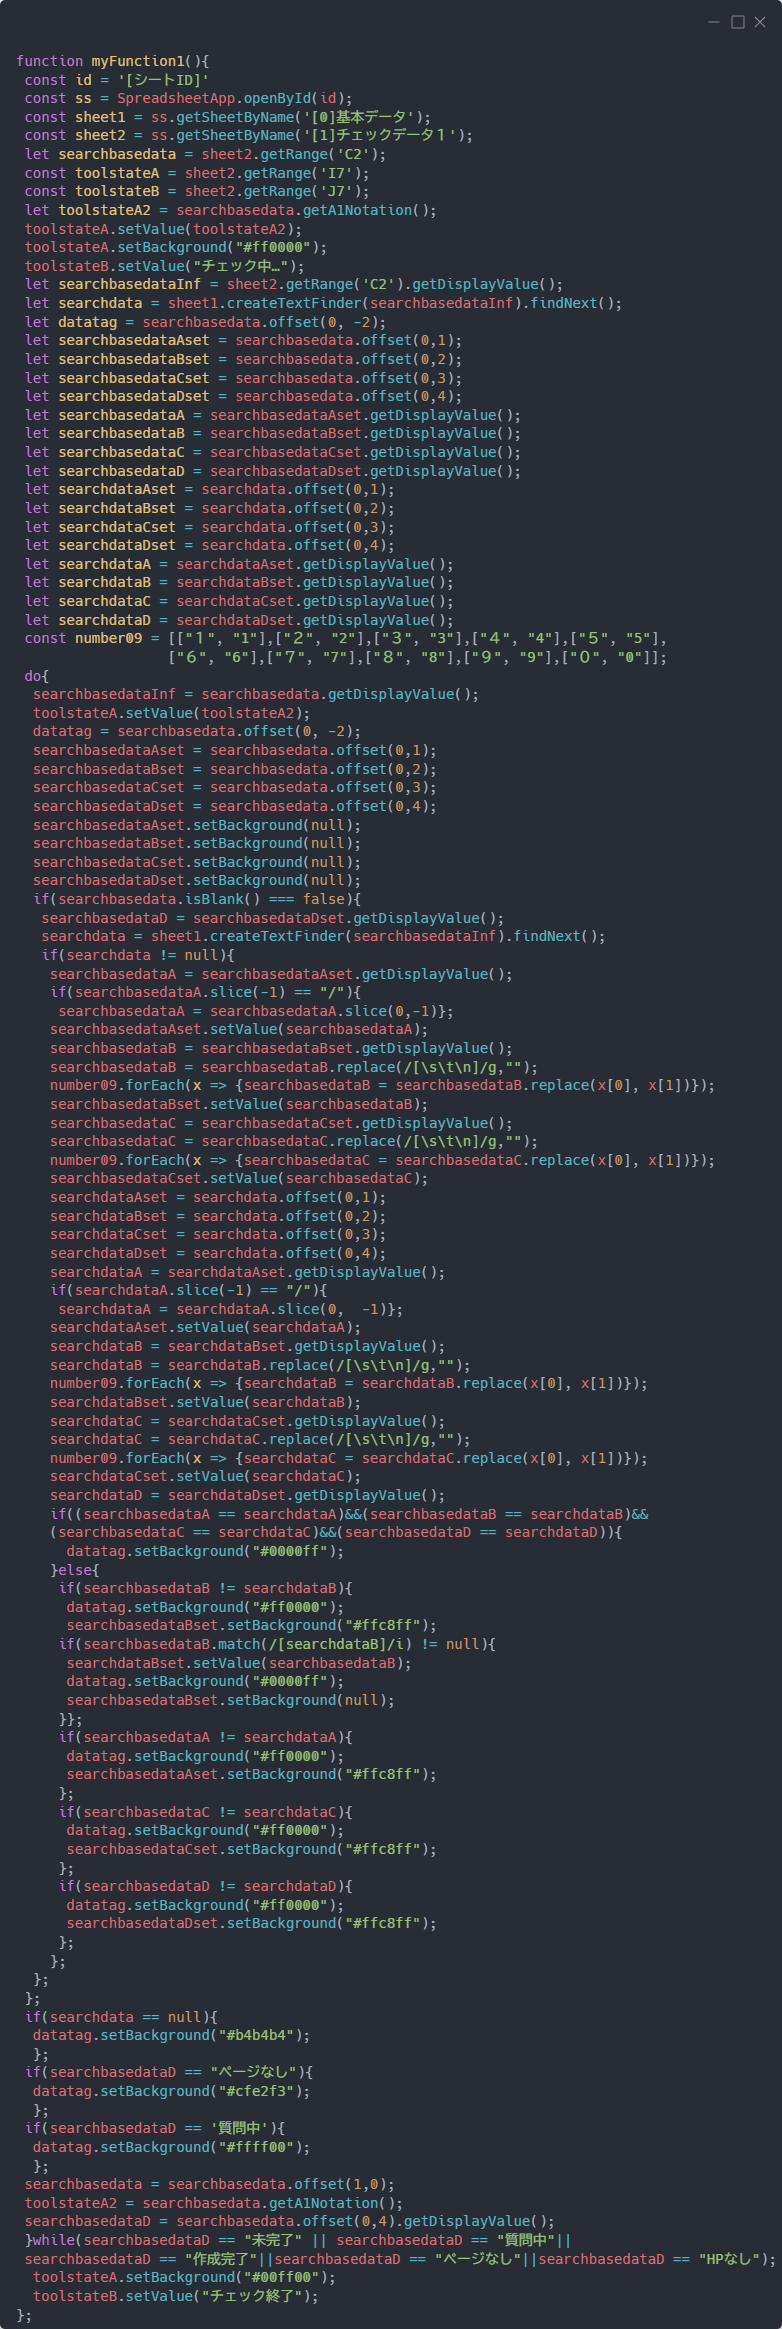 function myFunction1(){
 const id = '[シートID]'
 const ss = SpreadsheetApp.openById(id);
 const sheet1 = ss.getSheetByName('[0]基本データ');
 const sheet2 = ss.getSheetByName('[1]チェックデータ１');
 let searchbasedata = sheet2.getRange('C2');
 const toolstateA = sheet2.getRange('I7');
 const toolstateB = sheet2.getRange('J7');
 let toolstateA2 = searchbasedata.getA1Notation();
 toolstateA.setValue(toolstateA2);
 toolstateA.setBackground("#ff0000");
 toolstateB.setValue("チェック中…");
 let searchbasedataInf = sheet2.getRange('C2').getDisplayValue();
 let searchdata = sheet1.createTextFinder(searchbasedataInf).findNext();
 let datatag = searchbasedata.offset(0, -2);
 let searchbasedataAset = searchbasedata.offset(0,1);
 let searchbasedataBset = searchbasedata.offset(0,2);
 let searchbasedataCset = searchbasedata.offset(0,3);
 let searchbasedataDset = searchbasedata.offset(0,4);
 let searchbasedataA = searchbasedataAset.getDisplayValue();
 let searchbasedataB = searchbasedataBset.getDisplayValue();
 let searchbasedataC = searchbasedataCset.getDisplayValue();
 let searchbasedataD = searchbasedataDset.getDisplayValue();
 let searchdataAset = searchdata.offset(0,1);
 let searchdataBset = searchdata.offset(0,2);
 let searchdataCset = searchdata.offset(0,3);
 let searchdataDset = searchdata.offset(0,4);
 let searchdataA = searchdataAset.getDisplayValue();
 let searchdataB = searchdataBset.getDisplayValue();
 let searchdataC = searchdataCset.getDisplayValue();
 let searchdataD = searchdataDset.getDisplayValue();
 const number09 = [["１", "1"],["２", "2"],["３", "3"],["４", "4"],["５", "5"],
                  ["６", "6"],["７", "7"],["８", "8"],["９", "9"],["０", "0"]];
 do{
  searchbasedataInf = searchbasedata.getDisplayValue();
  toolstateA.setValue(toolstateA2);
  datatag = searchbasedata.offset(0, -2);
  searchbasedataAset = searchbasedata.offset(0,1);
  searchbasedataBset = searchbasedata.offset(0,2);
  searchbasedataCset = searchbasedata.offset(0,3);
  searchbasedataDset = searchbasedata.offset(0,4);
  searchbasedataAset.setBackground(null);
  searchbasedataBset.setBackground(null);
  searchbasedataCset.setBackground(null);
  searchbasedataDset.setBackground(null);
  if(searchbasedata.isBlank() === false){
   searchbasedataD = searchbasedataDset.getDisplayValue();
   searchdata = sheet1.createTextFinder(searchbasedataInf).findNext();
   if(searchdata != null){
    searchbasedataA = searchbasedataAset.getDisplayValue();
    if(searchbasedataA.slice(-1) == "/"){
     searchbasedataA = searchbasedataA.slice(0,-1)};
    searchbasedataAset.setValue(searchbasedataA);
    searchbasedataB = searchbasedataBset.getDisplayValue();
    searchbasedataB = searchbasedataB.replace(/[\s\t\n]/g,"");
    number09.forEach(x => {searchbasedataB = searchbasedataB.replace(x[0], x[1])});
    searchbasedataBset.setValue(searchbasedataB);
    searchbasedataC = searchbasedataCset.getDisplayValue();
    searchbasedataC = searchbasedataC.replace(/[\s\t\n]/g,"");
    number09.forEach(x => {searchbasedataC = searchbasedataC.replace(x[0], x[1])});
    searchbasedataCset.setValue(searchbasedataC);
    searchdataAset = searchdata.offset(0,1);
    searchdataBset = searchdata.offset(0,2);
    searchdataCset = searchdata.offset(0,3);
    searchdataDset = searchdata.offset(0,4);
    searchdataA = searchdataAset.getDisplayValue();
    if(searchdataA.slice(-1) == "/"){
     searchdataA = searchdataA.slice(0,  -1)};
    searchdataAset.setValue(searchdataA);
    searchdataB = searchdataBset.getDisplayValue();
    searchdataB = searchdataB.replace(/[\s\t\n]/g,"");
    number09.forEach(x => {searchdataB = searchdataB.replace(x[0], x[1])});
    searchdataBset.setValue(searchdataB);
    searchdataC = searchdataCset.getDisplayValue();
    searchdataC = searchdataC.replace(/[\s\t\n]/g,"");
    number09.forEach(x => {searchdataC = searchdataC.replace(x[0], x[1])});
    searchdataCset.setValue(searchdataC);
    searchdataD = searchdataDset.getDisplayValue();
    if((searchbasedataA == searchdataA)&&(searchbasedataB == searchdataB)&&
    (searchbasedataC == searchdataC)&&(searchbasedataD == searchdataD)){
      datatag.setBackground("#0000ff");
    }else{
     if(searchbasedataB != searchdataB){
      datatag.setBackground("#ff0000");
      searchbasedataBset.setBackground("#ffc8ff");
     if(searchbasedataB.match(/[searchdataB]/i) != null){
      searchdataBset.setValue(searchbasedataB);
      datatag.setBackground("#0000ff");
      searchbasedataBset.setBackground(null);
     }};
     if(searchbasedataA != searchdataA){
      datatag.setBackground("#ff0000");
      searchbasedataAset.setBackground("#ffc8ff");
     };
     if(searchbasedataC != searchdataC){
      datatag.setBackground("#ff0000");
      searchbasedataCset.setBackground("#ffc8ff");
     };
     if(searchbasedataD != searchdataD){
      datatag.setBackground("#ff0000");
      searchbasedataDset.setBackground("#ffc8ff");
     };
    };
  };
 };
 if(searchdata == null){
  datatag.setBackground("#b4b4b4");
  };
 if(searchbasedataD == "ページなし"){
  datatag.setBackground("#cfe2f3");
  };
 if(searchbasedataD == '質問中'){
  datatag.setBackground("#ffff00");
  };
 searchbasedata = searchbasedata.offset(1,0);
 toolstateA2 = searchbasedata.getA1Notation();
 searchbasedataD = searchbasedata.offset(0,4).getDisplayValue();
 }while(searchbasedataD == "未完了" || searchbasedataD == "質問中"||
 searchbasedataD == "作成完了"||searchbasedataD == "ページなし"||searchbasedataD == "HPなし");
  toolstateA.setBackground("#00ff00");
  toolstateB.setValue("チェック終了");
};